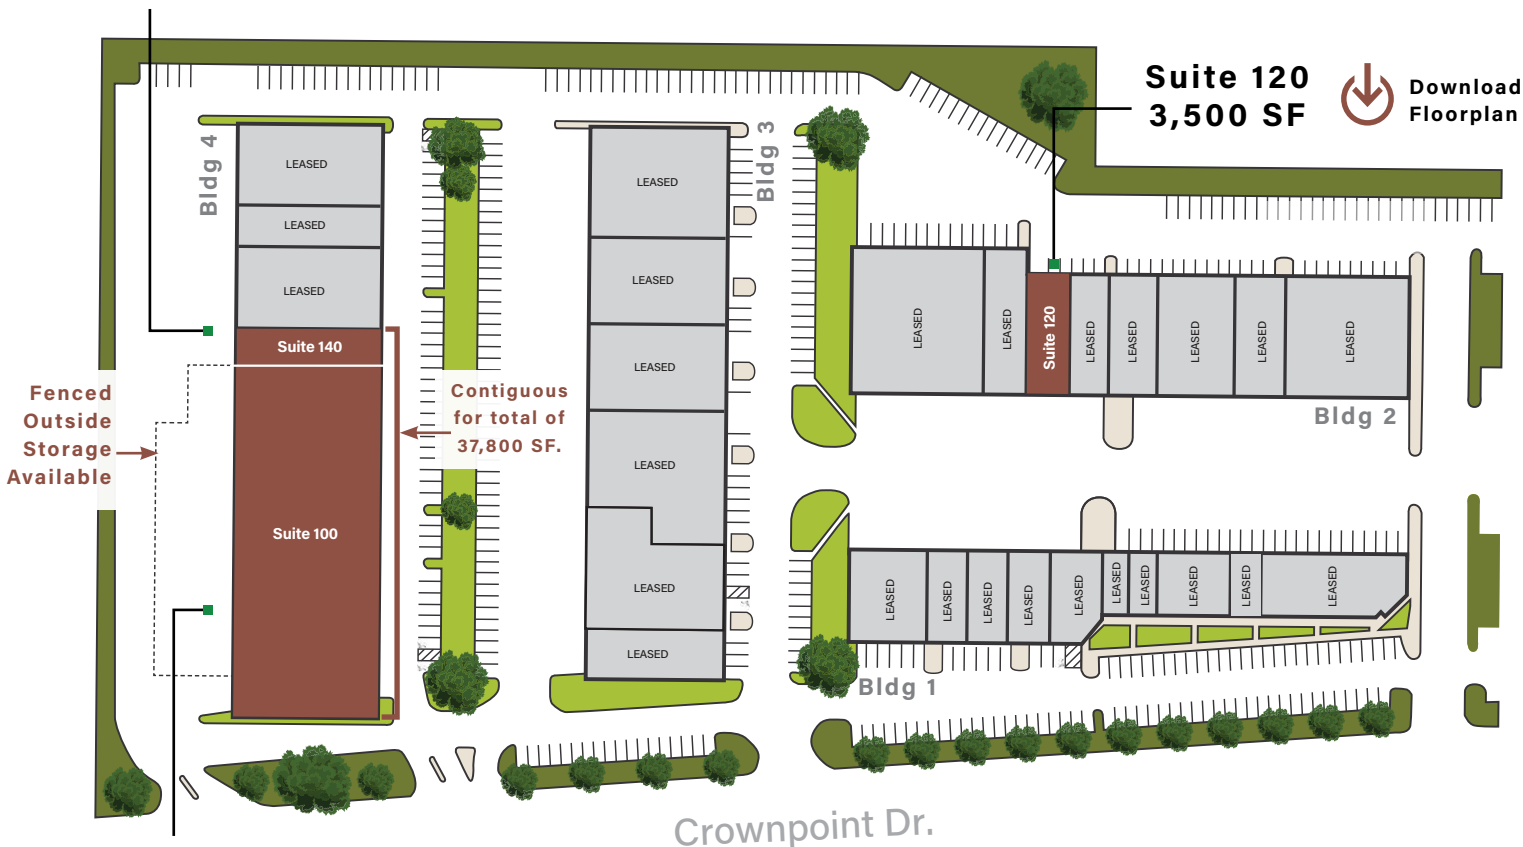 Suite 120
3,500 SF
Download
Floorplan
Bldg 4
LEASED
LEASED
LEASED
Suite 140
Suite 100
Fenced
Outside
Storage
Available
Contiguous
for total of
37,800 SF.
Bldg 3
LEASED
LEASED
LEASED
LEASED
LEASED
LEASED
LEASED
LEASED
Suite 120
LEASED
LEASED
LEASED
LEASED
LEASED
Bldg 2
LEASED
LEASED
LEASED
LEASED
LEASED
LEASED
LEASED
LEASED
LEASED
LEASED
Bldg 1
Crownpoint Dr.